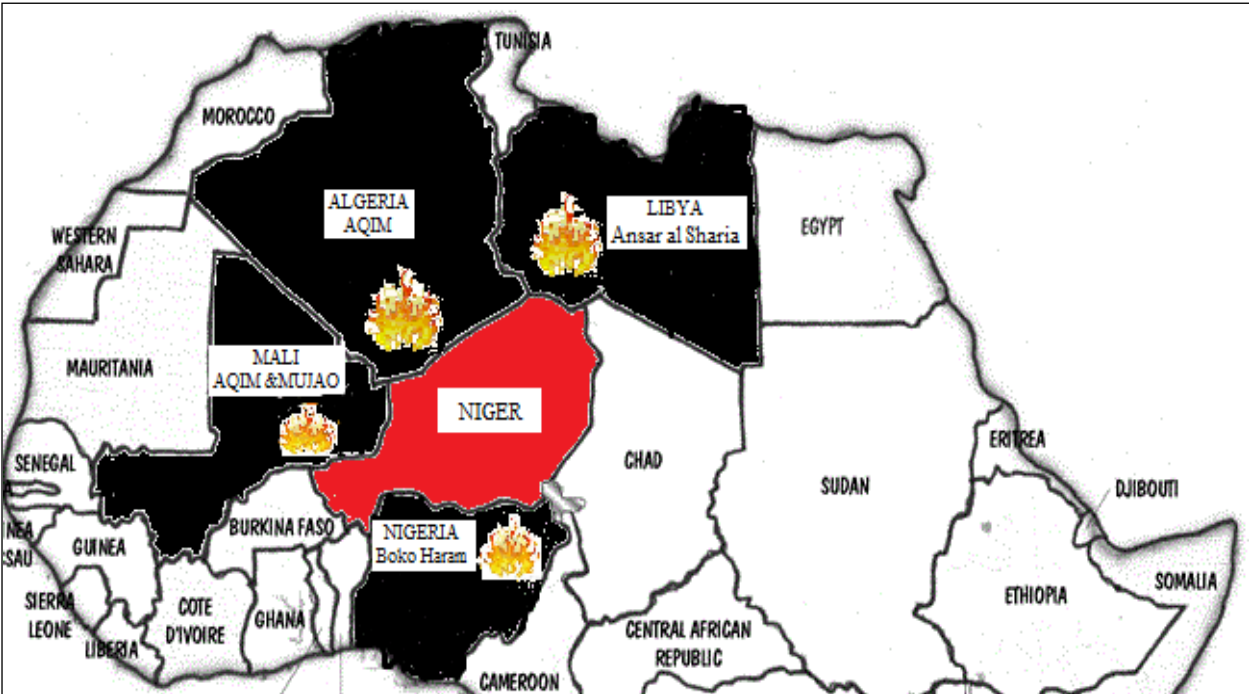 TUNISIA
MOROCCO
ALGERIA
AQIM
LIBYA
Ansar al Sharia
EGYPT
WESTERN
SAHARA
MAURITANIA
MALI
AQIM &MUJAO
NIGER
CHAD
SUDAN
ERITREA
DJIBOUTI
SENEGAL
A
NEA
SSAU
GUINEA
BURKINA FASO
NIGERIA
Boko Haram
SIERRA
LEONE
LIBERIA
COTE
D'IVOIRE
GHANA
CENTRAL AFRICAN
REPUBLIC
CAMEROON
ETHIOPIA
SOMALIA